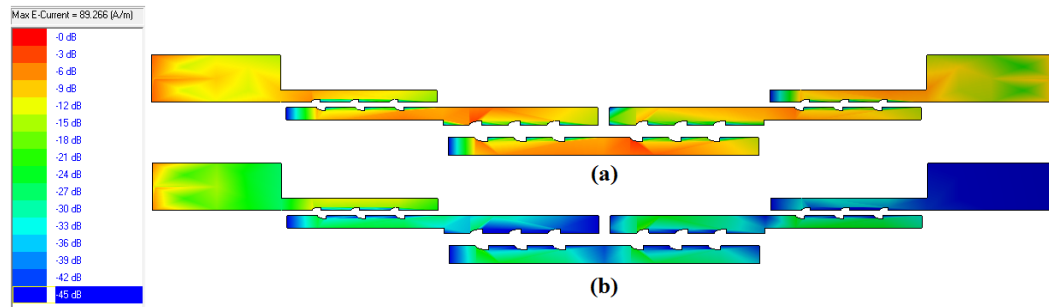 Max E-Current = 89.266 (A/m)
-0 dB
-3 dB
-6 dB
-9 dB
-12 dB
-15 dB
-18 dB
-21 dB
-24 dB
-27 dB
-30 dB
-33 dB
-36 dB
-39 dB
-42 dB
-45 dB
(a)
(b)